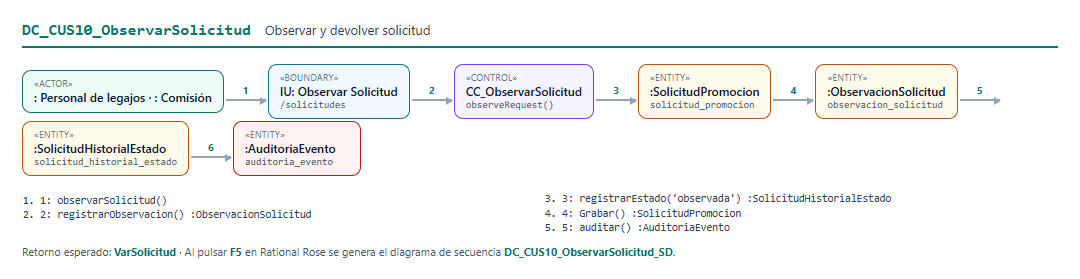 DC_CUS10_ObservarSolicitud Observar y devolver solicitud
«ACTOR»
: Personal de legajos · : Comisión
1
«BOUNDARY»
IU: Observar Solicitud
/solicitudes
2
«CONTROL»
CC_ObservarSolicitud
observeRequest()
3
«ENTITY»
:SolicitudPromocion
solicitud_promocion
4
«ENTITY»
:ObservacionSolicitud
observacion_solicitud
5
«ENTITY»
:SolicitudHistorialEstado
solicitud_historial_estado
6
«ENTITY»
:AuditoriaEvento
auditoria_evento
1. 1: observarSolicitud()
2. 2: registrarObservacion() :ObservacionSolicitud
3. 3: registrarEstado('observada') :SolicitudHistorialEstado
4. 4: Grabar() :SolicitudPromocion
5. 5: auditar() :AuditoriaEvento
Retorno esperado: VarSolicitud · Al pulsar F5 en Rational Rose se genera el diagrama de secuencia DC_CUS10_ObservarSolicitud_SD.